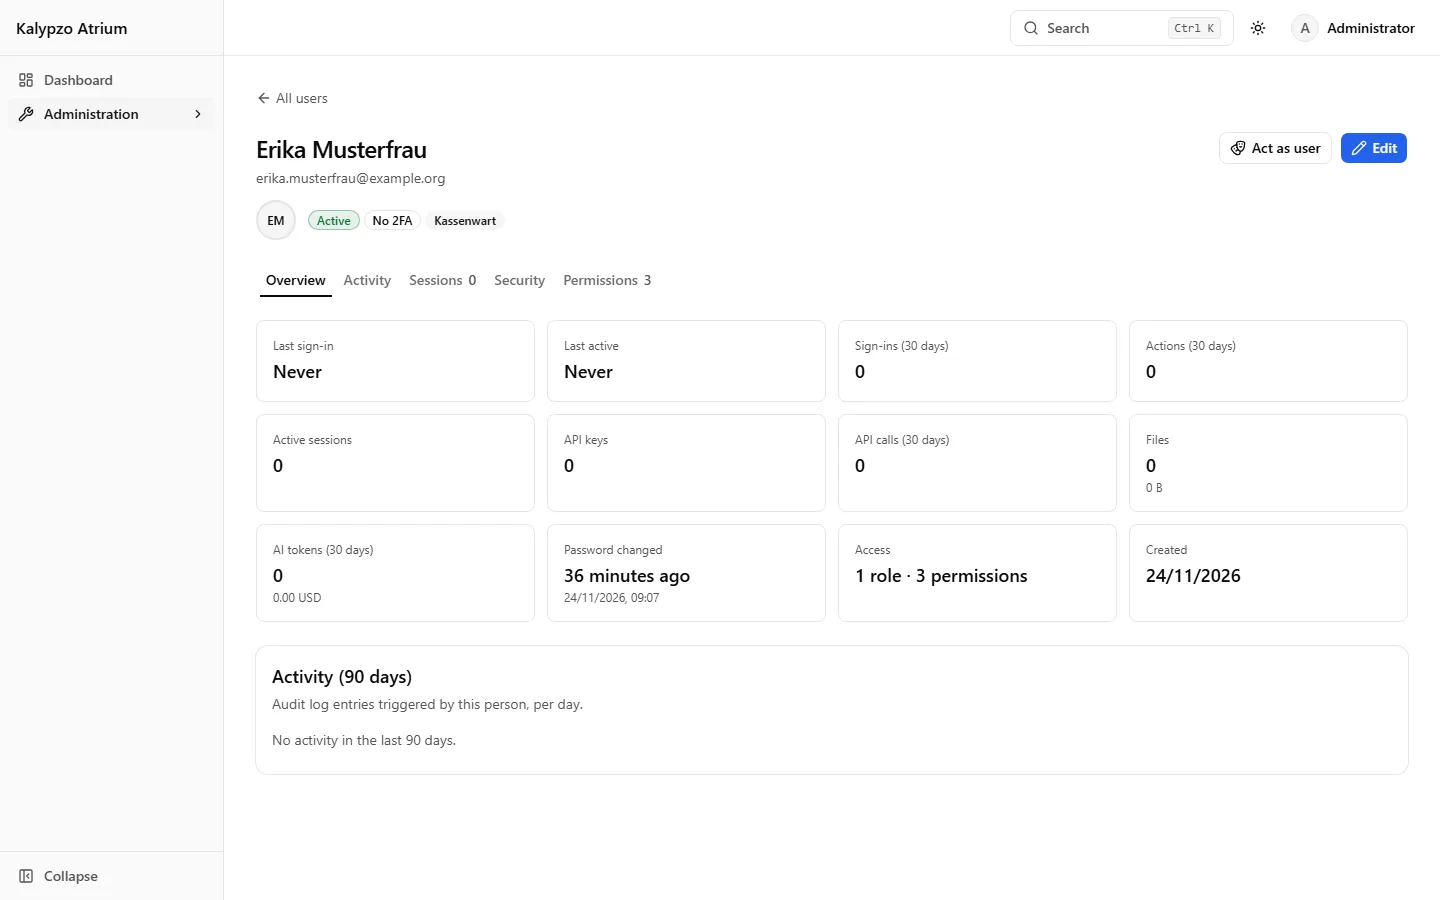 Kalypzo Atrium
Search
Ctrl K
A
Administrator
Dashboard
Administration
All users
Erika Musterfrau
Act as user
Edit
erika.musterfrau@example.org
EM
Active
No 2FA
Kassenwart
Overview
Activity
Sessions 0
Security
Permissions 3
Last sign-in
Never
Last active
Never
Sign-ins (30 days)
0
Actions (30 days)
0
Active sessions
0
API keys
0
API calls (30 days)
0
Files
0
0 B
AI tokens (30 days)
0
0.00 USD
Password changed
36 minutes ago
24/11/2026, 09:07
Access
1 role · 3 permissions
Created
24/11/2026
Activity (90 days)
Audit log entries triggered by this person, per day.
No activity in the last 90 days.
Collapse